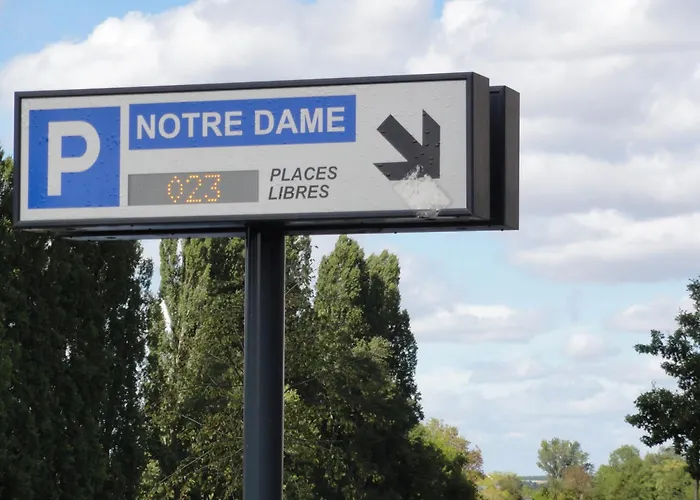 P
NOTRE DAME
023
PLACES
LIBRES